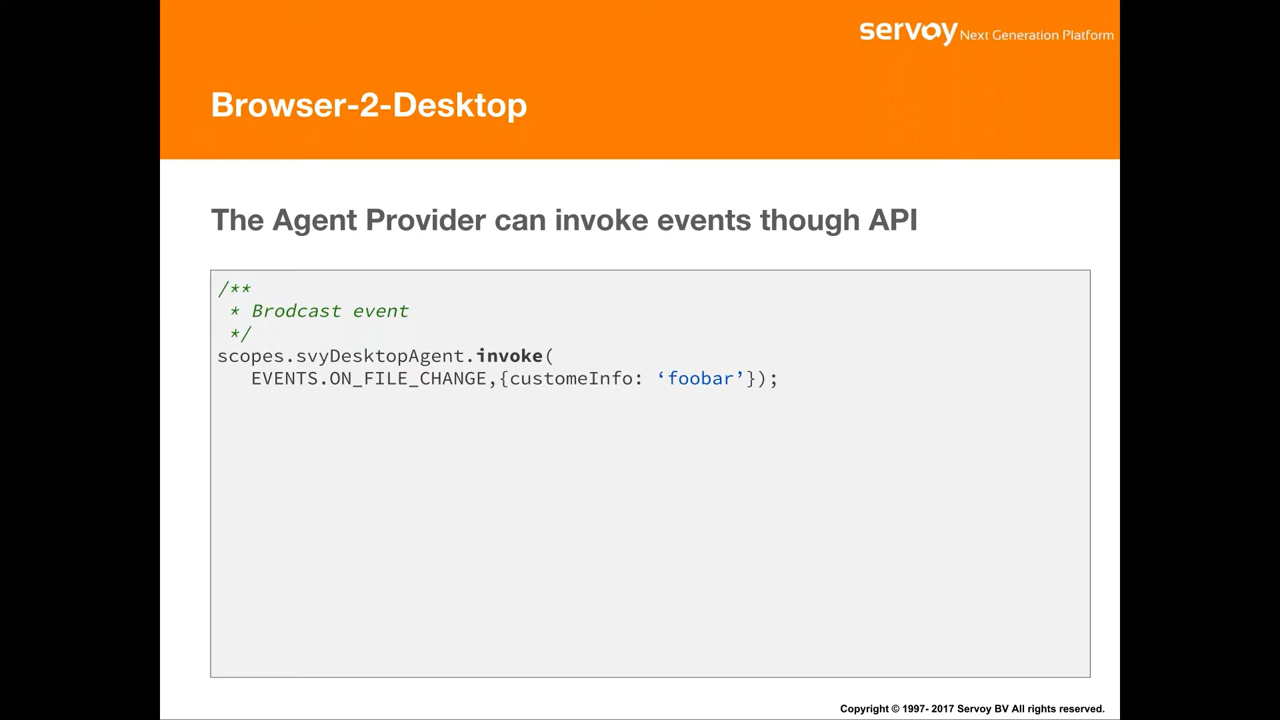 servoy Next Generation Platform
Browser-2-Desktop
The Agent Provider can invoke events though API
/**
* Brodcast event
*/
scopes.svyDesktopAgent.invoke(
EVENTS.ON_FILE_CHANGE,{customeInfo: ‘foobar’});
Copyright © 1997- 2017 Servoy BV All rights reserved.